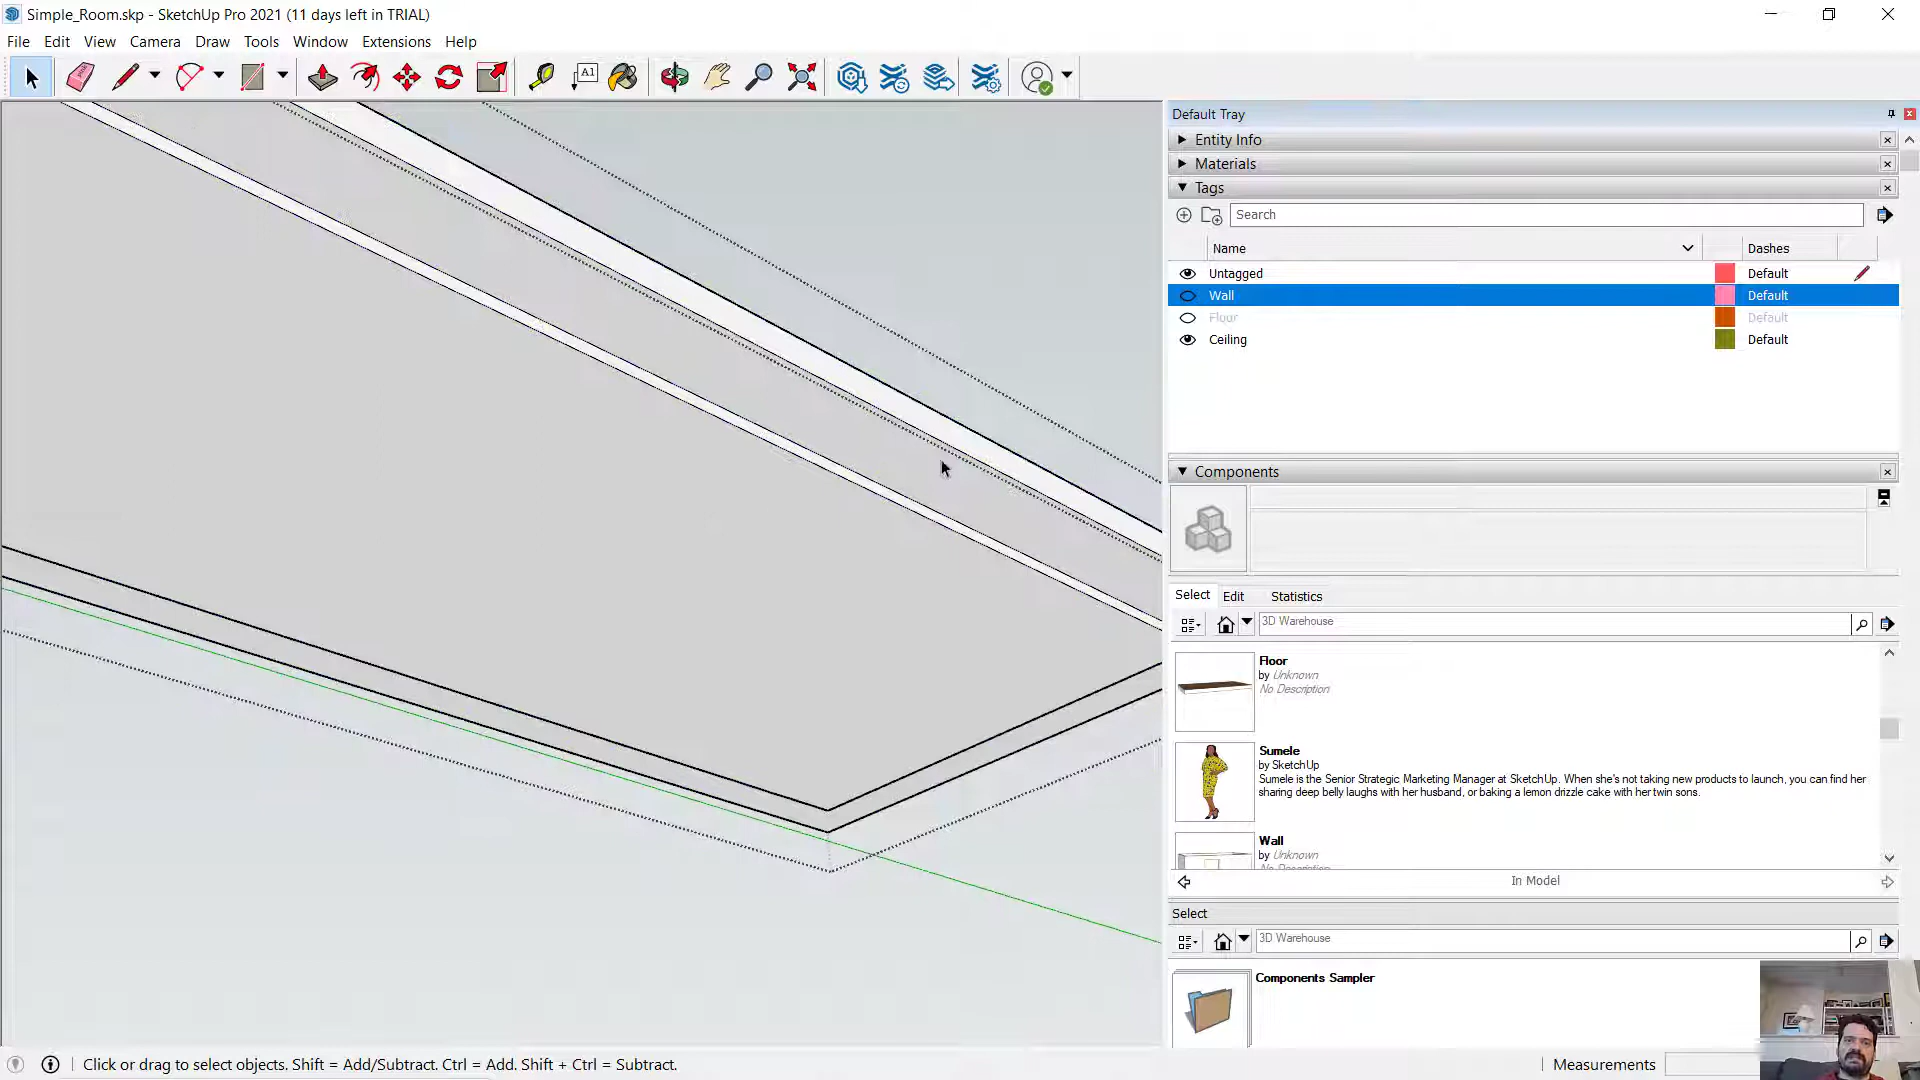 Simple_Room.skp - SketchUp Pro 2021 (11 days left in TRIAL)
File Edit View Camera Draw Tools Window Extensions Help
A1
Default Tray
Entity Info
Materials
Tags
Search
Name Dashes
Untagged Default
Wall Default
Floor Default
Ceiling Default
Components
Select Edit Statistics
3D Warehouse
Floor
by Unknown
No Description
Sumele
by SketchUp
Sumele is the Senior Strategic Marketing Manager at SketchUp. When she's not taking new products to launch, you can find her
sharing deep belly laughs with her husband, or baking a lemon drizzle cake with her twin sons.
Wall
by Unknown
No Description
In Model
Select
3D Warehouse
Components Sampler
Click or drag to select objects. Shift = Add/Subtract. Ctrl = Add. Shift + Ctrl = Subtract.
Measurements